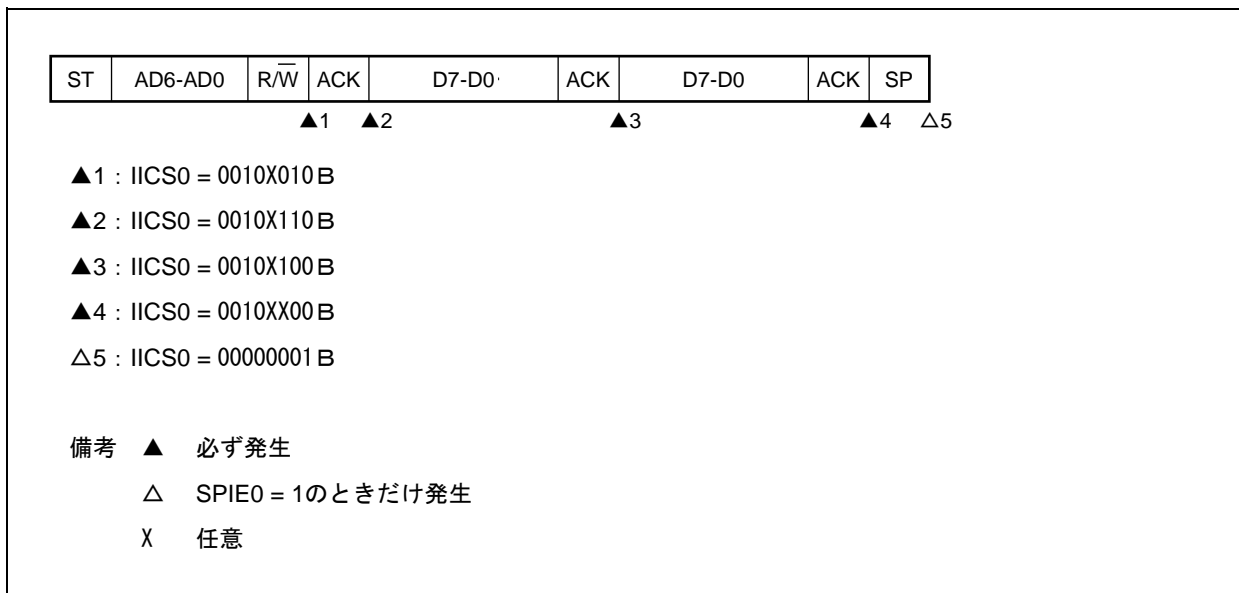 ST AD6-AD0 R/W̅ ACK D7-D0 ACK D7-D0 ACK SP
▲1 ▲2 ▲3 ▲4 △5
▲1：IICS0 = 0010X010B
▲2：IICS0 = 0010X110B
▲3：IICS0 = 0010X100B
▲4：IICS0 = 0010XX00B
△5：IICS0 = 00000001B
備考 ▲ 必ず発生
△ SPIE0 = 1のときだけ発生
X 任意